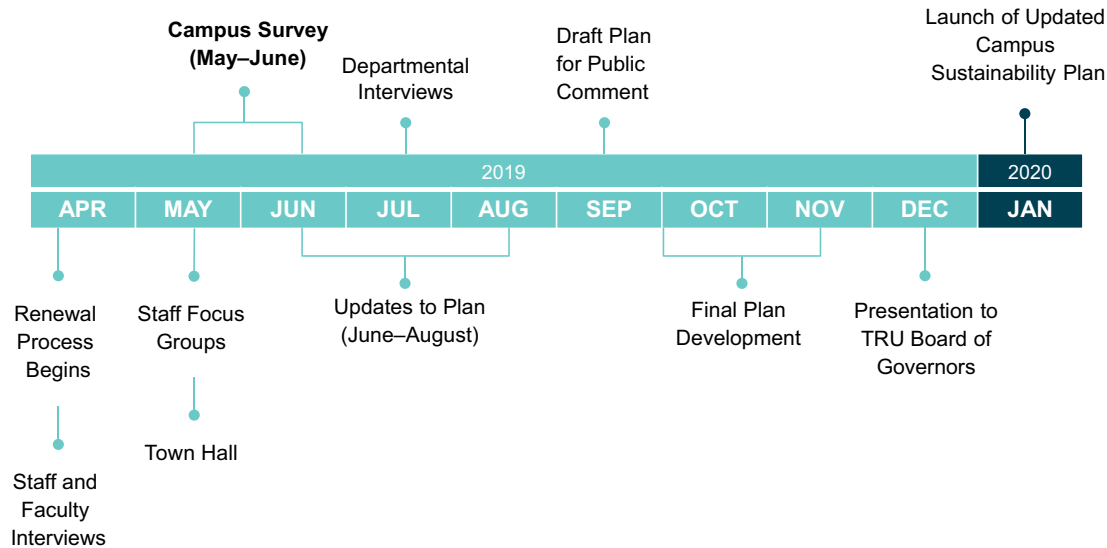 Campus Survey
(May–June)
Departmental
Interviews
Draft Plan
for Public
Comment
Launch of Updated
Campus
Sustainability Plan
2019
2020
APR
MAY
JUN
JUL
AUG
SEP
OCT
NOV
DEC
JAN
Renewal
Process
Begins
Staff and
Faculty
Interviews
Staff Focus
Groups
Town Hall
Updates to Plan
(June–August)
Final Plan
Development
Presentation to
TRU Board of
Governors